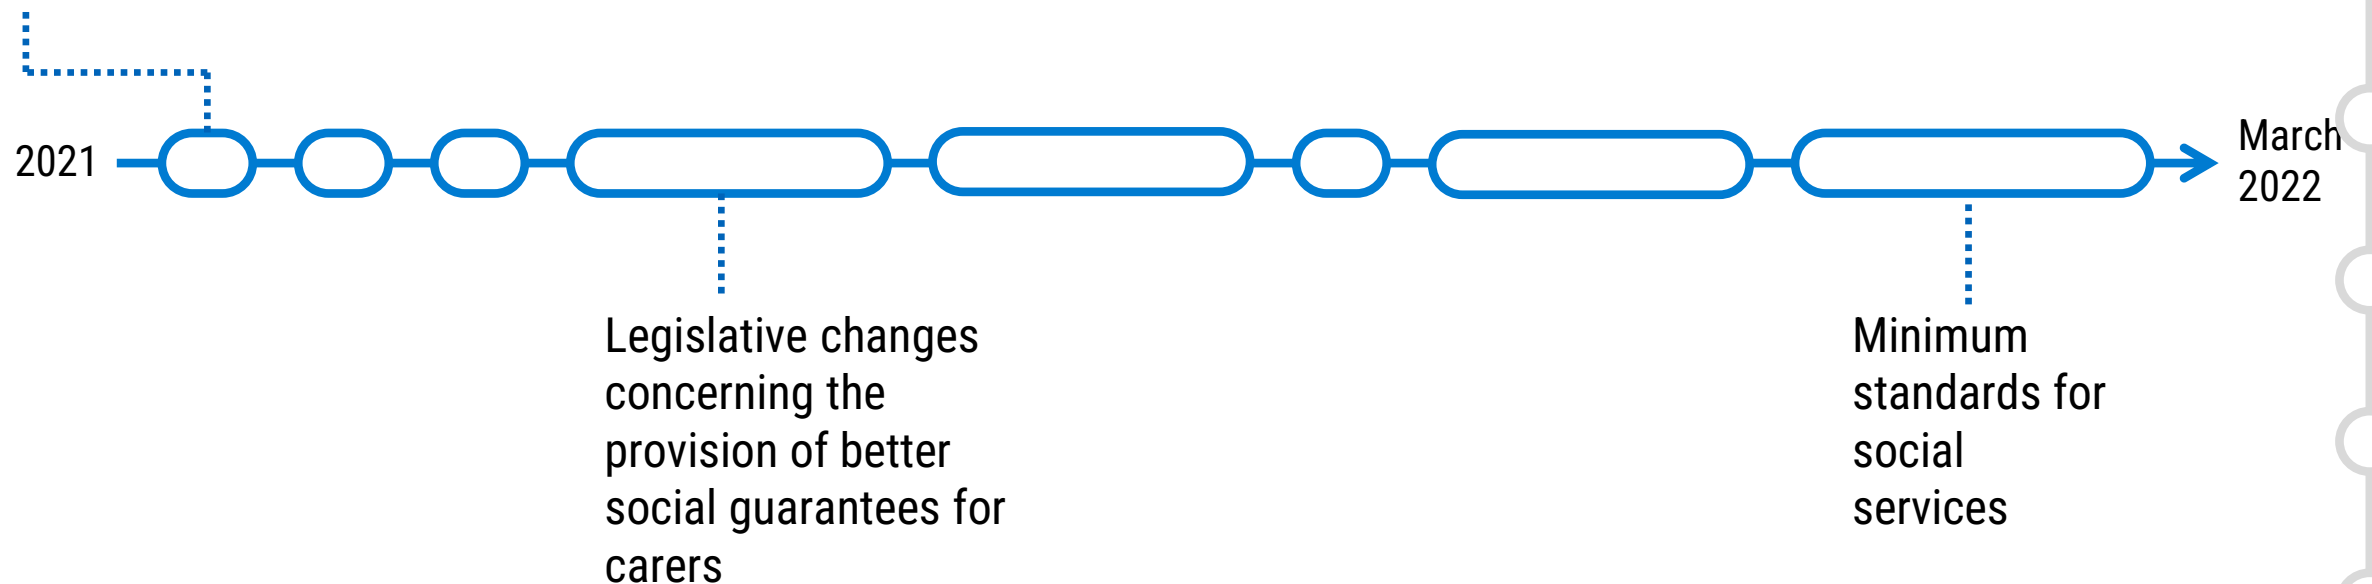 2021
March
2022
Legislative changes
concerning the
provision of better
social guarantees for
carers
Minimum
standards for
social
services